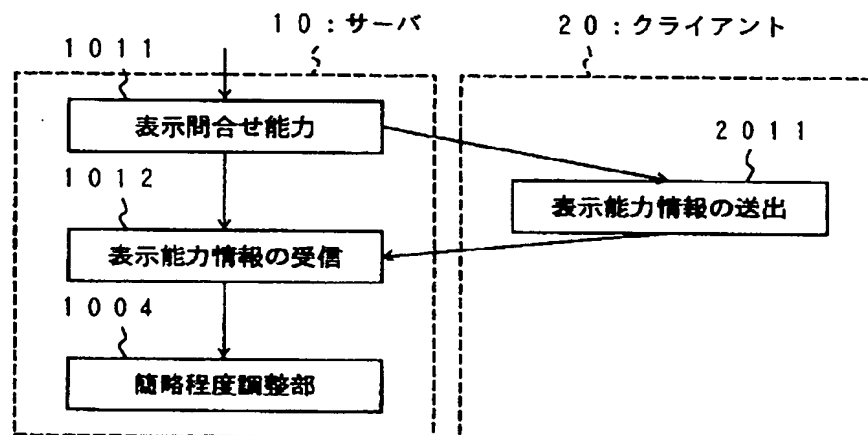 10:サーバ
20:クライアント
1011
表示問合せ能力
2011
表示能力情報の送出
1012
表示能力情報の受信
1004
簡略程度調整部